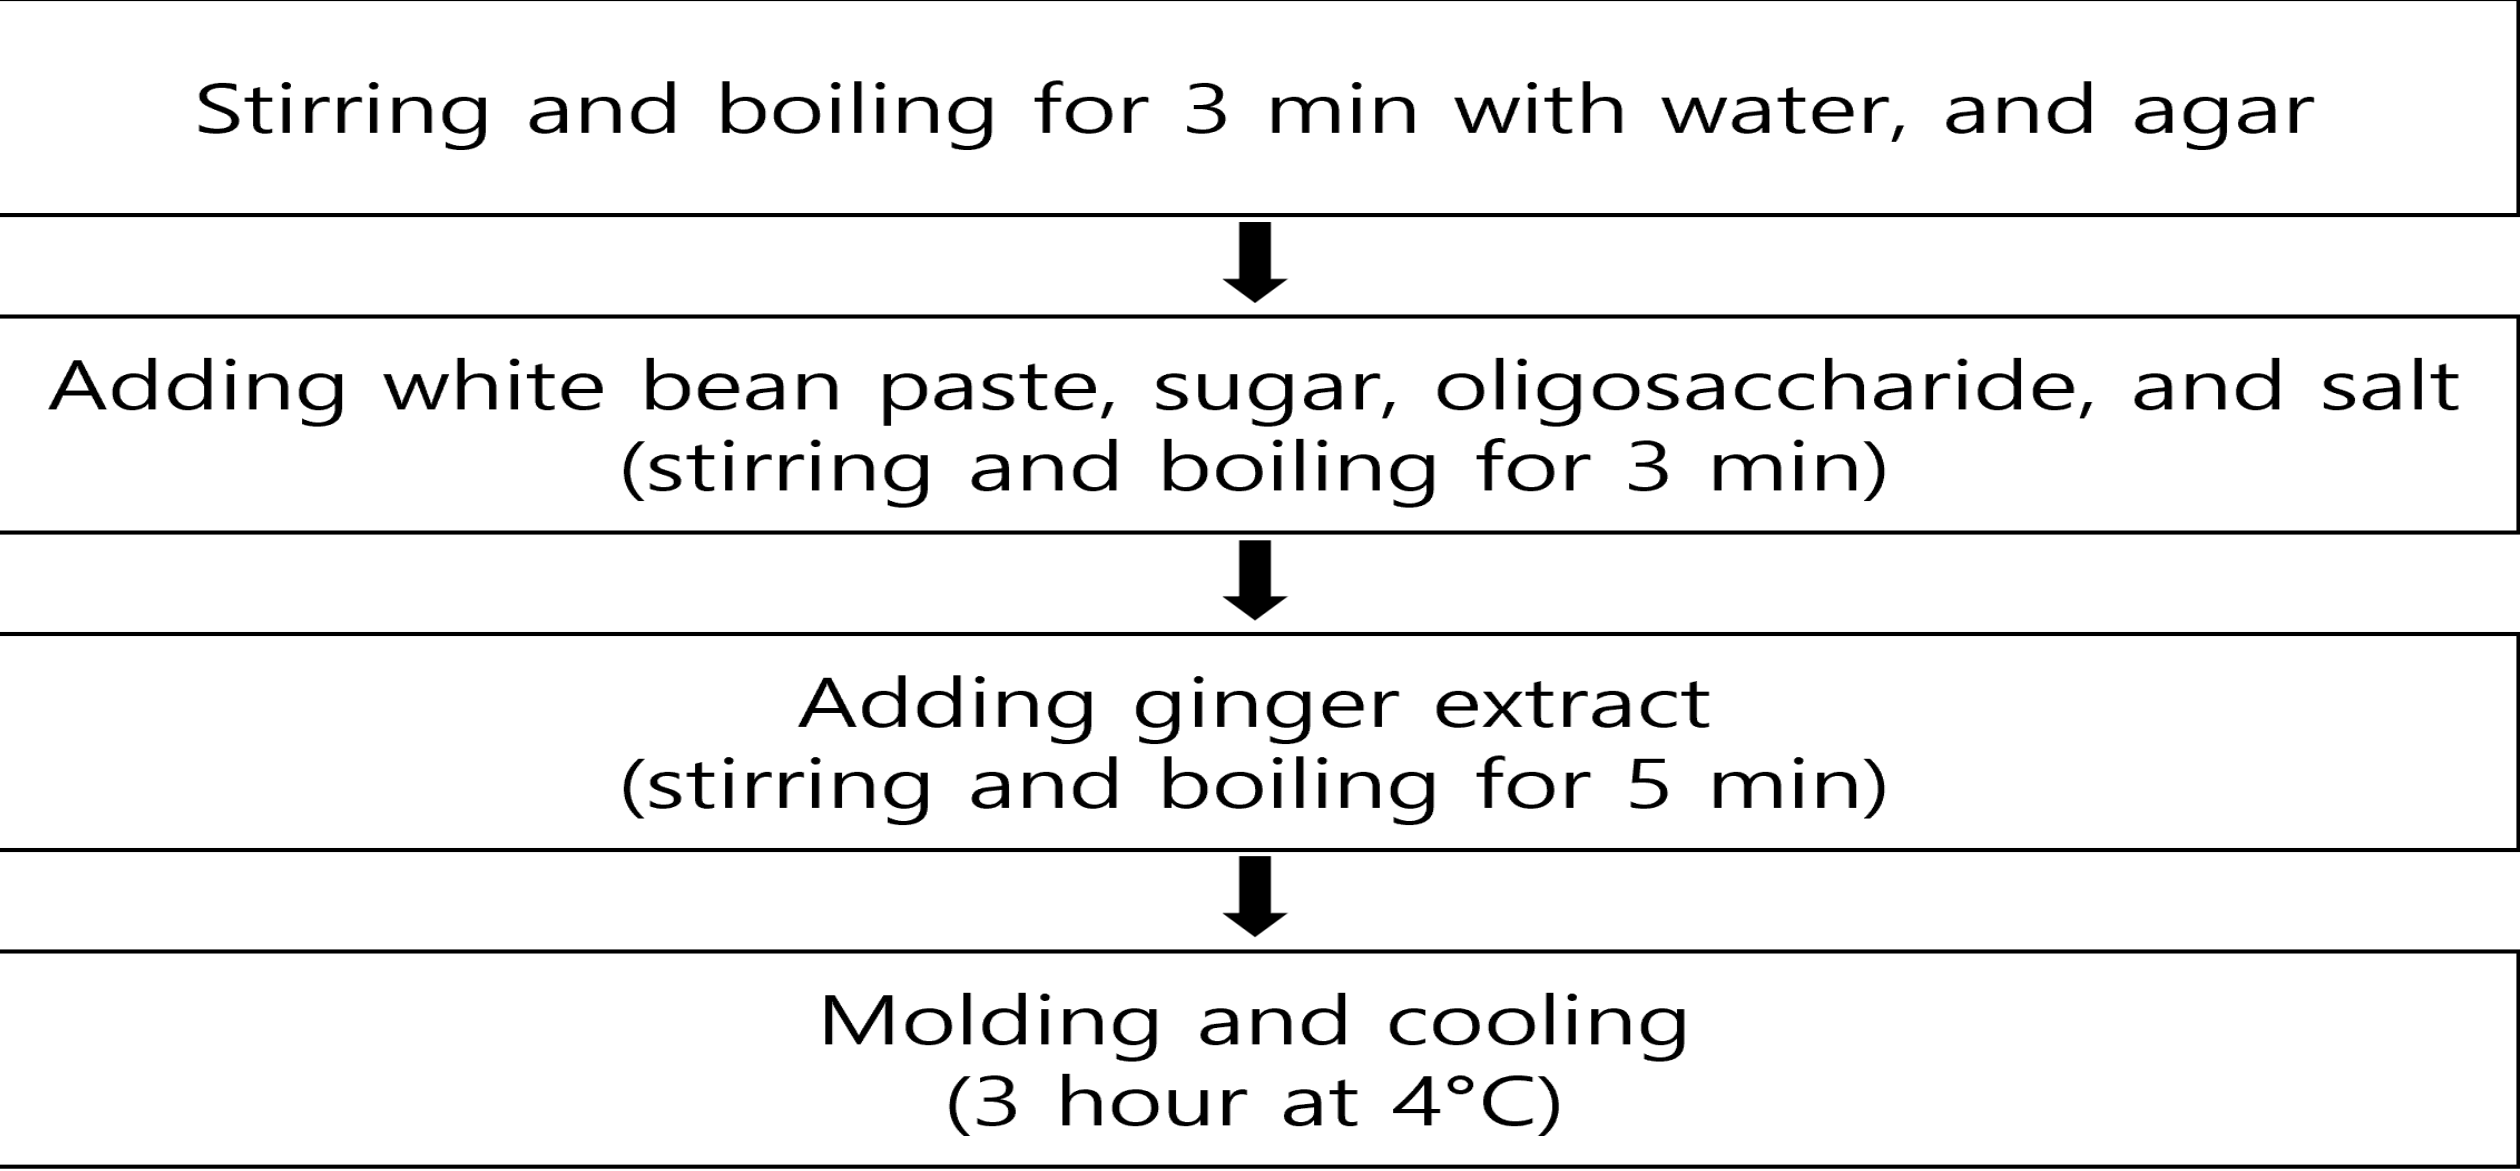 Stirring and boiling for 3 min with water, and agar
Adding white bean paste, sugar, oligosaccharide, and salt
(stirring and boiling for 3 min)
Adding ginger extract
(stirring and boiling for 5 min)
Molding and cooling
(3 hour at 4°C)